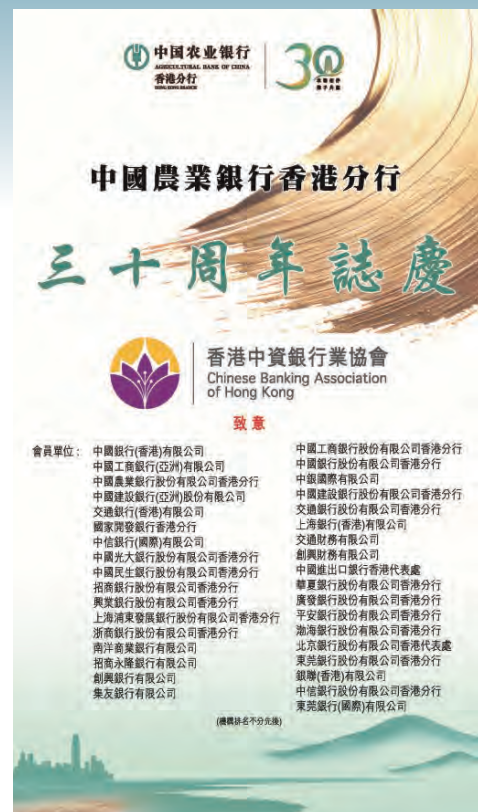 中国农业银行
AGRICULTURAL BANK OF CHINA
香港分行
HONG KONG BRANCH
30
中國農業銀行香港分行
三十周年誌慶
香港中資銀行業協會
Chinese Banking Association
of Hong Kong
致意
會員單位：
中國銀行(香港)有限公司
中國工商銀行(亞洲)有限公司
中國農業銀行股份有限公司香港分行
中國建設銀行(亞洲)股份有限公司
交通銀行(香港)有限公司
國家開發銀行香港分行
中信銀行(國際)有限公司
中國光大銀行股份有限公司香港分行
中國民生銀行股份有限公司香港分行
招商銀行股份有限公司香港分行
興業銀行股份有限公司香港分行
上海浦東發展銀行股份有限公司香港分行
浙商銀行股份有限公司香港分行
南洋商業銀行有限公司
招商永隆銀行有限公司
創興銀行有限公司
集友銀行有限公司
中國工商銀行股份有限公司香港分行
中國銀行股份有限公司香港分行
中銀國際有限公司
中國建設銀行股份有限公司香港分行
交通銀行股份有限公司香港分行
上海銀行(香港)有限公司
交通財務有限公司
創興財務有限公司
中國進出口銀行香港代表處
華夏銀行股份有限公司香港分行
廣發銀行股份有限公司香港分行
平安銀行股份有限公司香港分行
渤海銀行股份有限公司香港分行
北京銀行股份有限公司香港代表處
東莞銀行股份有限公司香港分行
銀聯(香港)有限公司
中信銀行股份有限公司香港分行
東莞銀行(國際)有限公司
(機構排名不分先後)